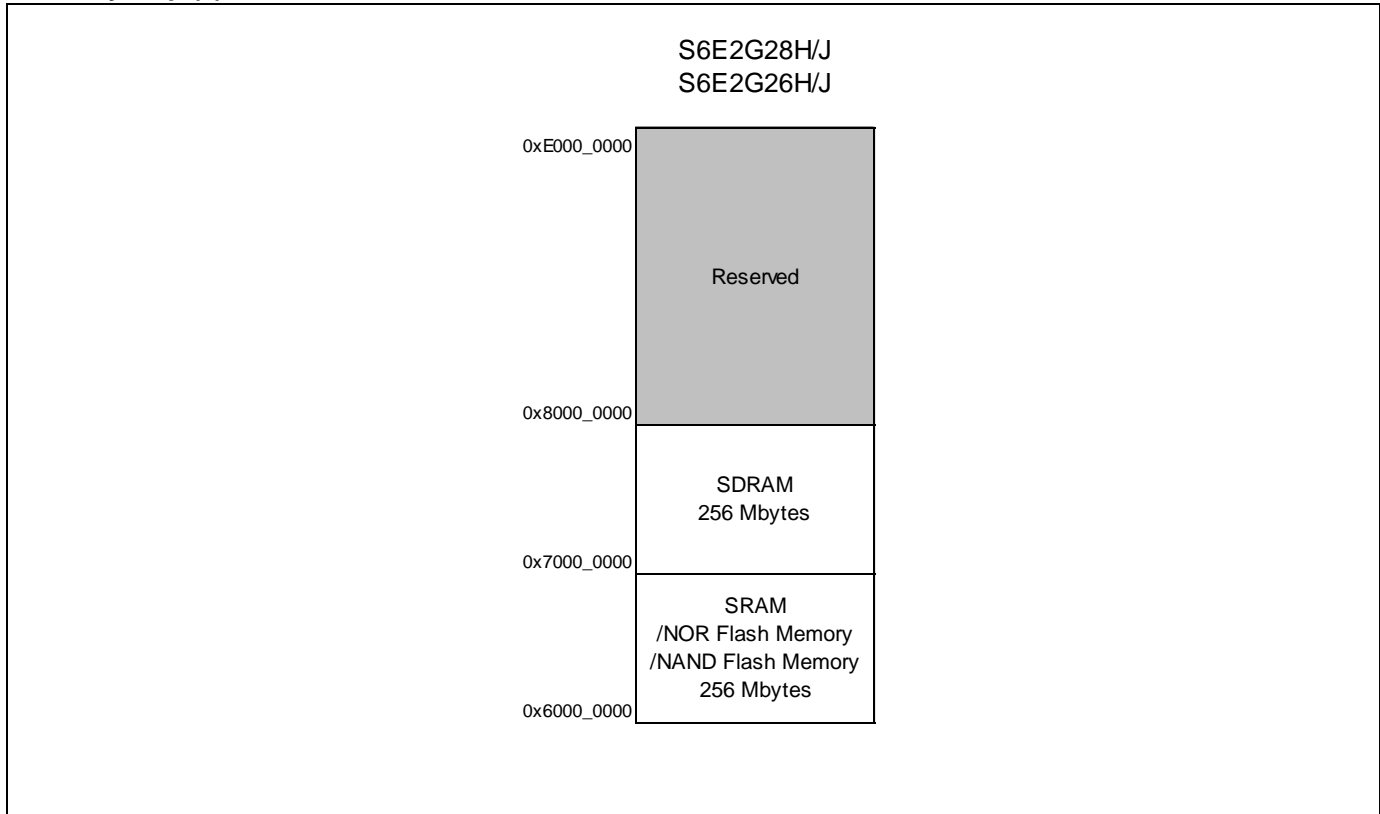 S6E2G28H/J
S6E2G26H/J
0xE000_0000
Reserved
0x8000_0000
SDRAM
256 Mbytes
0x7000_0000
SRAM
/NOR Flash Memory
/NAND Flash Memory
256 Mbytes
0x6000_0000